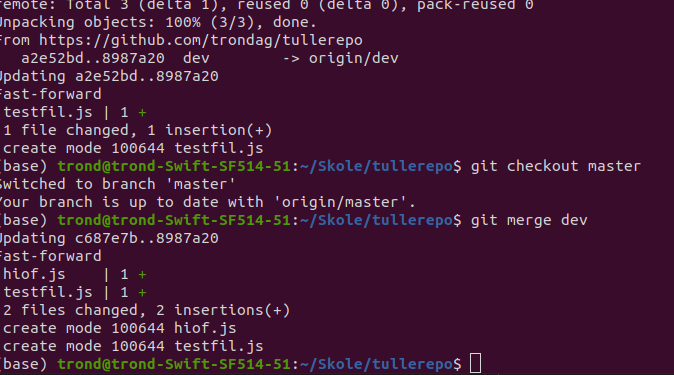 remote: Total 3 (delta 1), reused 0 (delta 0), pack-reused 0
Unpacking objects: 100% (3/3), done.
From https://github.com/trondag/tullerepo
   a2e52bd..8987a20  dev        -> origin/dev
Updating a2e52bd..8987a20
Fast-forward
 testfil.js | 1 +
 1 file changed, 1 insertion(+)
 create mode 100644 testfil.js
(base) trond@trond-Swift-SF514-51:~/Skole/tullerepo$ git checkout master
Switched to branch 'master'
Your branch is up to date with 'origin/master'.
(base) trond@trond-Swift-SF514-51:~/Skole/tullerepo$ git merge dev
Updating c687e7b..8987a20
Fast-forward
 hiof.js    | 1 +
 testfil.js | 1 +
 2 files changed, 2 insertions(+)
 create mode 100644 hiof.js
 create mode 100644 testfil.js
(base) trond@trond-Swift-SF514-51:~/Skole/tullerepo$